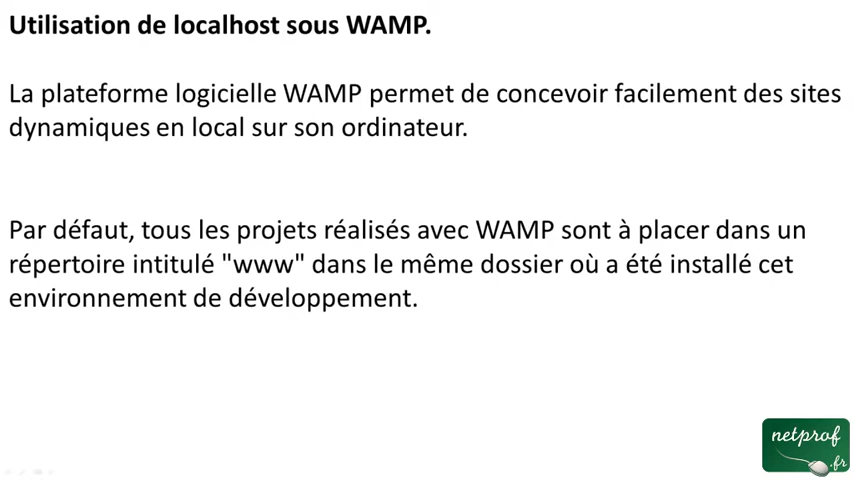 Utilisation de localhost sous WAMP.
La plateforme logicielle WAMP permet de concevoir facilement des sites
dynamiques en local sur son ordinateur.
Par défaut, tous les projets réalisés avec WAMP sont à placer dans un
répertoire intitulé "www" dans le même dossier où a été installé cet
environnement de développement.
netprof
.fr